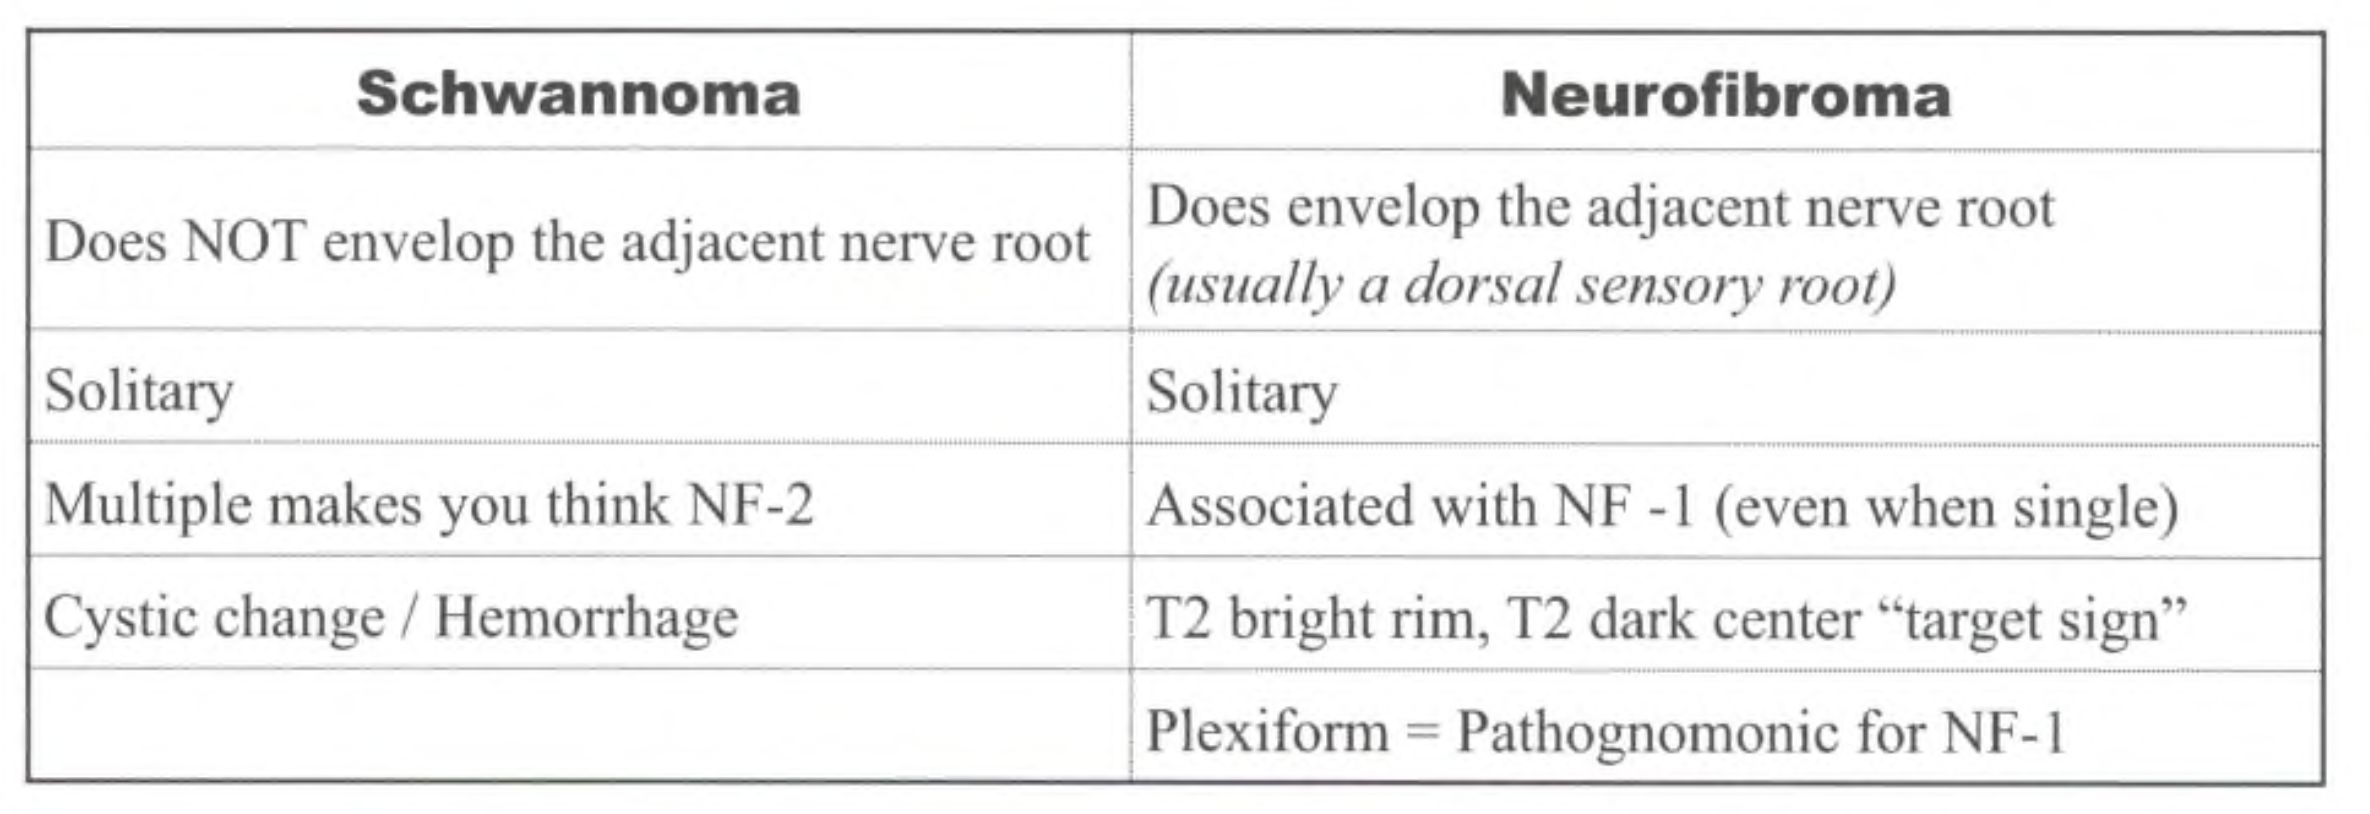 Schwannoma
Neurofibroma
Does NOT envelop the adjacent nerve root
Does envelop the adjacent nerve root
(usually a dorsal sensory root)
Solitary
Solitary
Multiple makes you think NF-2
Associated with NF -1 (even when single)
Cystic change / Hemorrhage
T2 bright rim, T2 dark center “target sign”
Plexiform = Pathognomonic for NF-1